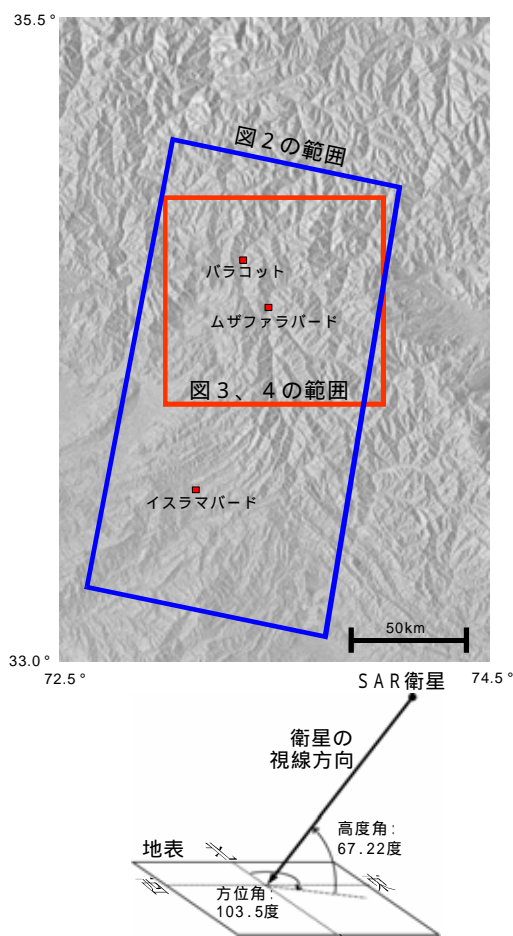 35.5°
図2の範囲
バラコット
ムザファラバード
図3、4の範囲
イスラマバード
50km
33.0°
72.5°
74.5°
SAR衛星
衛星の
視線方向
高度角:
67.22度
地表
北
方位角:
103.5度
西
東